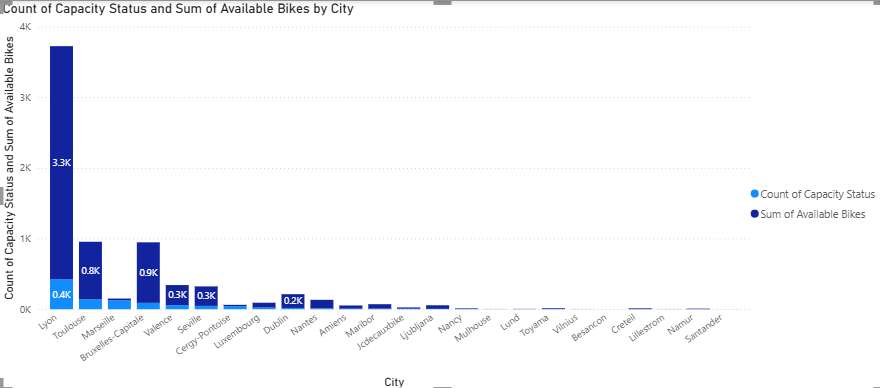 Count of Capacity Status and Sum of Available Bikes by City
Count of Capacity Status and Sum of Available Bikes
4K
3K
2K
1K
0K
3.3K
0.4K
0.8K
0.9K
0.3K
0.3K
0.2K
Lyon
Toulouse
Marseille
Bruxelles-Capitale
Valence
Seville
Cergy-Pontoise
Luxembourg
Dublin
Nantes
Amiens
Maribor
Jcdecauxbike
Ljubljana
Nancy
Mulhouse
Lund
Toyama
Vilnius
Besancon
Creteil
Lillestrom
Namur
Santander
City
Count of Capacity Status
Sum of Available Bikes